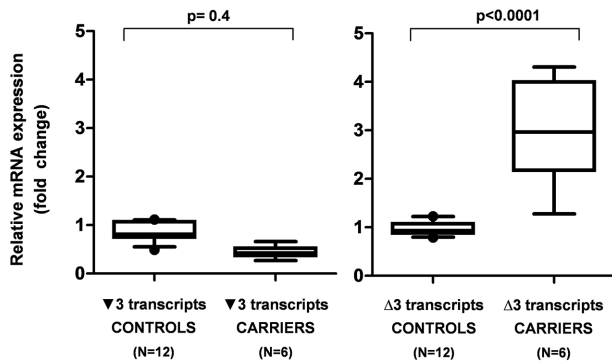 Relative mRNA expression
(fold change)
p= 0.4
5
4
3
2
1
0
▼3 transcripts
CONTROLS
(N=12)
▼3 transcripts
CARRIERS
(N=6)
p<0.0001
5
4
3
2
1
0
Δ3 transcripts
CONTROLS
(N=12)
Δ3 transcripts
CARRIERS
(N=6)